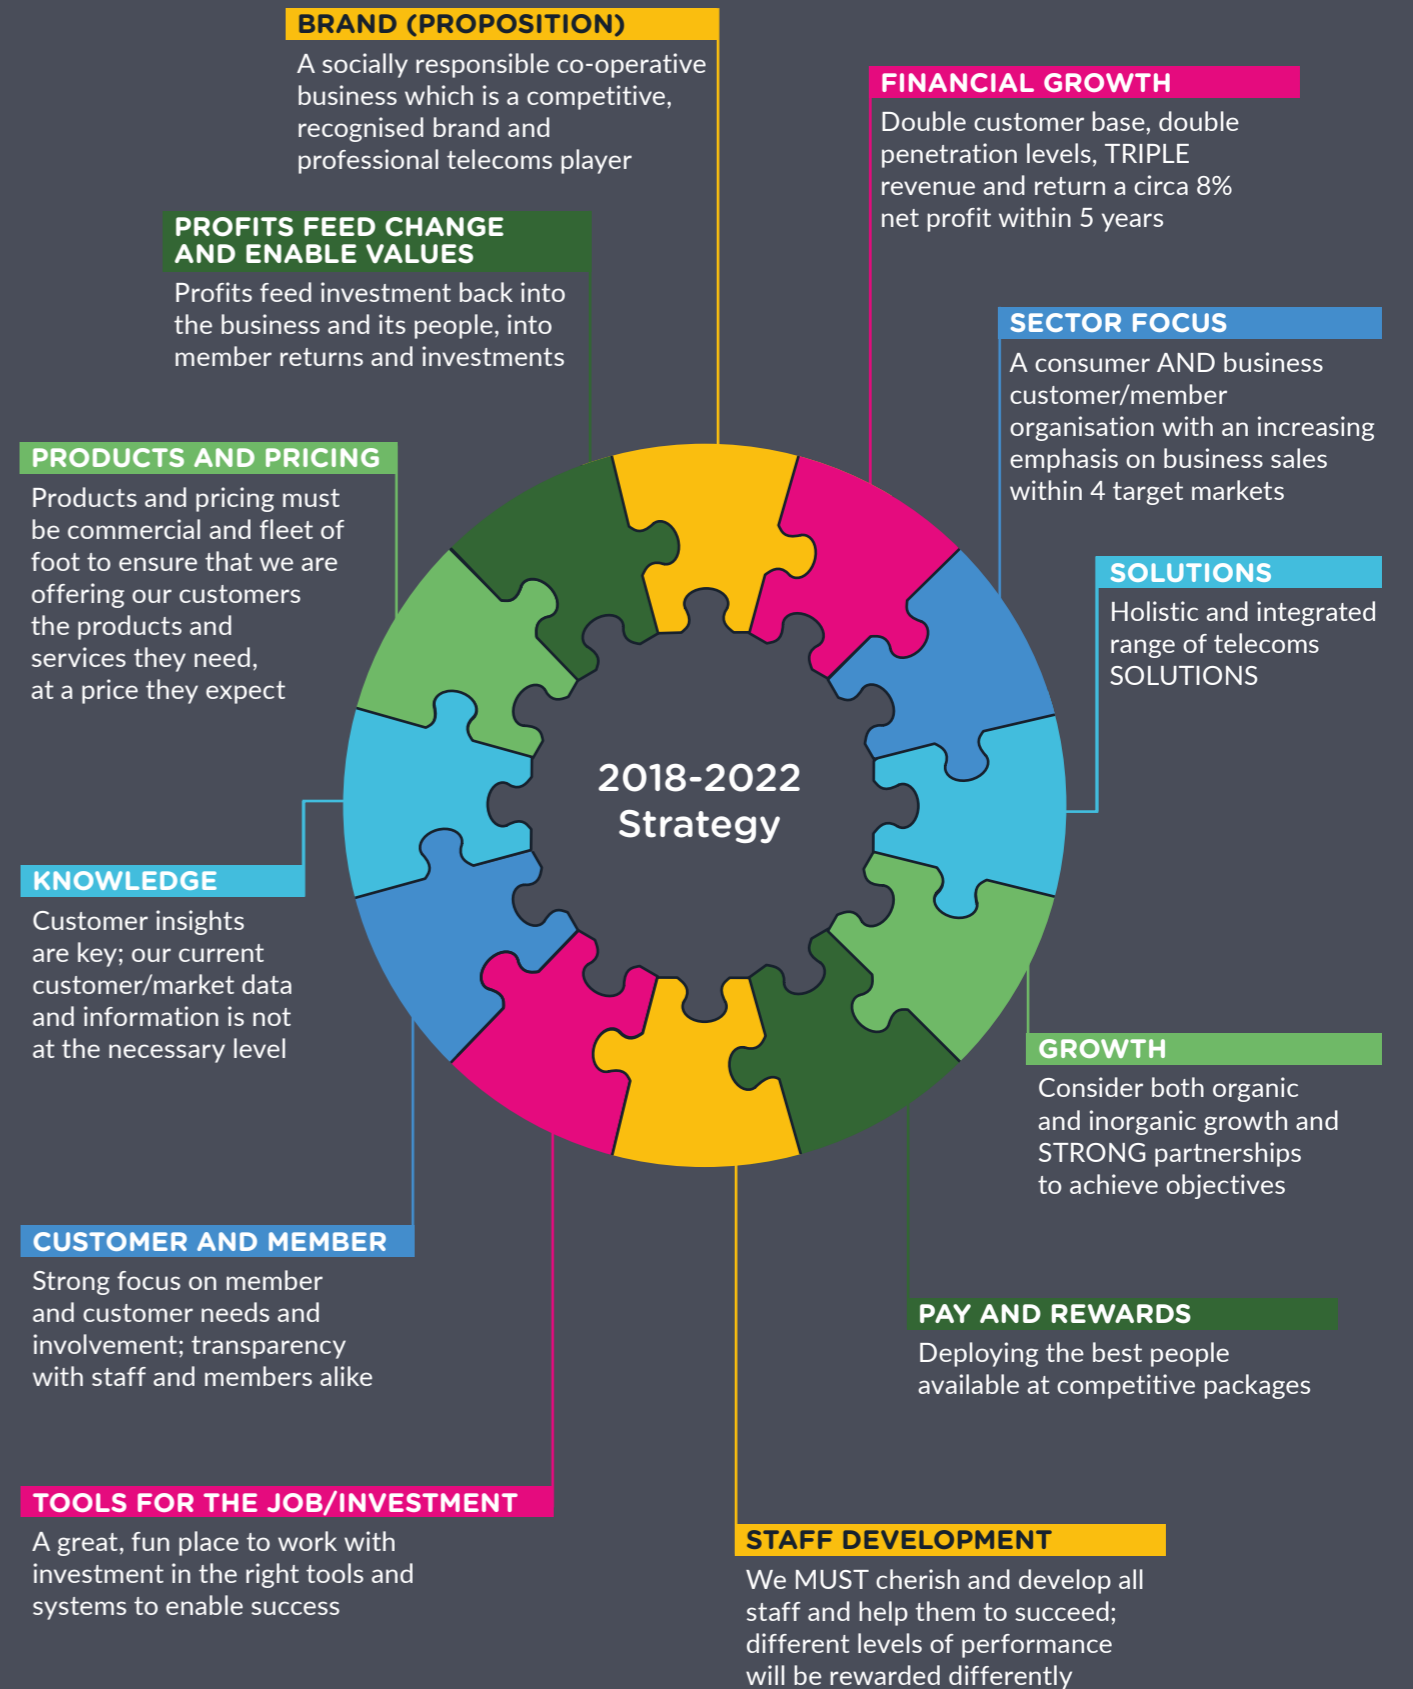 BRAND (PROPOSITION)
A socially responsible co-operative
business which is a competitive,
recognised brand and
professional telecoms player
FINANCIAL GROWTH
Double customer base, double
penetration levels, TRIPLE
revenue and return a circa 8%
net profit within 5 years
PROFITS FEED CHANGE
AND ENABLE VALUES
Profits feed investment back into
the business and its people, into
member returns and investments
SECTOR FOCUS
A consumer AND business
customer/member
organisation with an increasing
emphasis on business sales
within 4 target markets
PRODUCTS AND PRICING
Products and pricing must
be commercial and fleet of
foot to ensure that we are
offering our customers
the products and
services they need,
at a price they expect
SOLUTIONS
Holistic and integrated
range of telecoms
SOLUTIONS
2018-2022
Strategy
KNOWLEDGE
Customer insights
are key; our current
customer/market data
and information is not
at the necessary level
GROWTH
Consider both organic
and inorganic growth and
STRONG partnerships
to achieve objectives
CUSTOMER AND MEMBER
Strong focus on member
and customer needs and
involvement; transparency
with staff and members alike
PAY AND REWARDS
Deploying the best people
available at competitive packages
TOOLS FOR THE JOB/INVESTMENT
A great, fun place to work with
investment in the right tools and
systems to enable success
STAFF DEVELOPMENT
We MUST cherish and develop all
staff and help them to succeed;
different levels of performance
will be rewarded differently